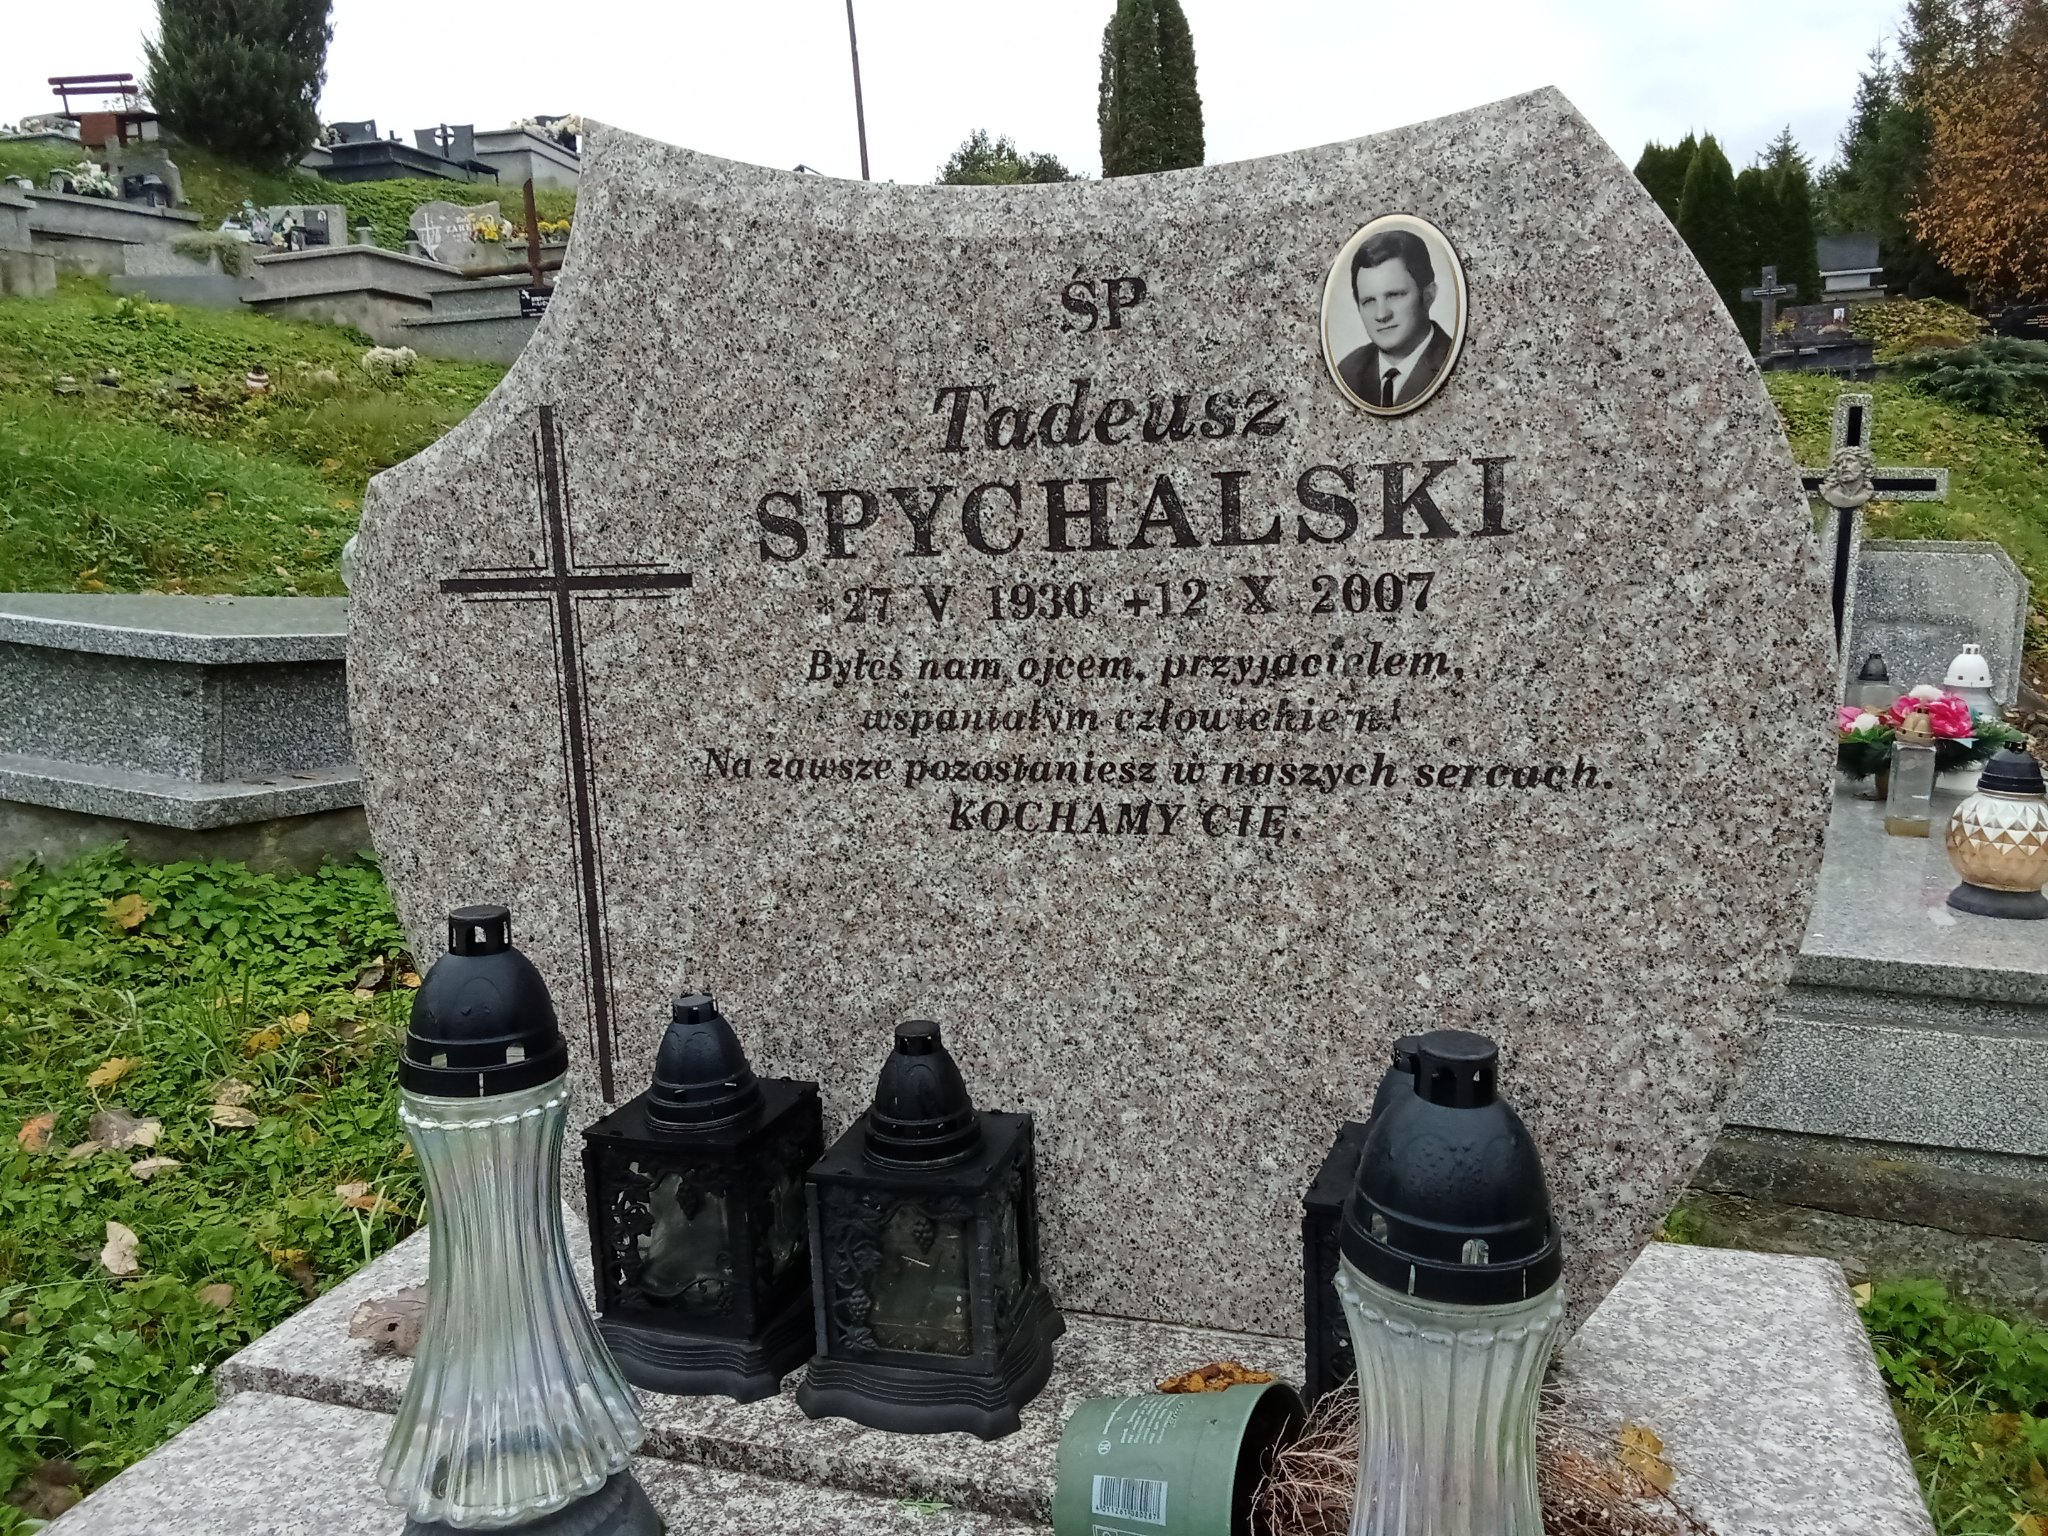 ŚP
Tadeusz
SPYCHALSKI
*27 V 1930 +12 X 2007
Byłeś nam ojcem, przyjacielem,
wspaniałym człowiekiem!
Na zawsze pozostaniesz w naszych sercach.
KOCHAMY CIĘ.